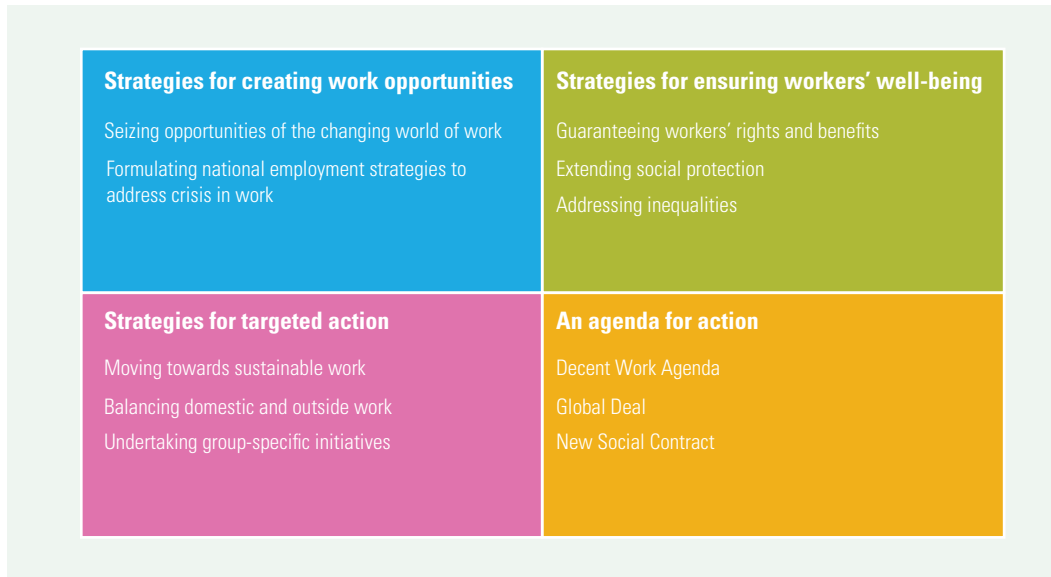 Strategies for creating work opportunities
Seizing opportunities of the changing world of work
Formulating national employment strategies to
address crisis in work
Strategies for ensuring workers’ well-being
Guaranteeing workers’ rights and benefits
Extending social protection
Addressing inequalities
Strategies for targeted action
Moving towards sustainable work
Balancing domestic and outside work
Undertaking group-specific initiatives
An agenda for action
Decent Work Agenda
Global Deal
New Social Contract